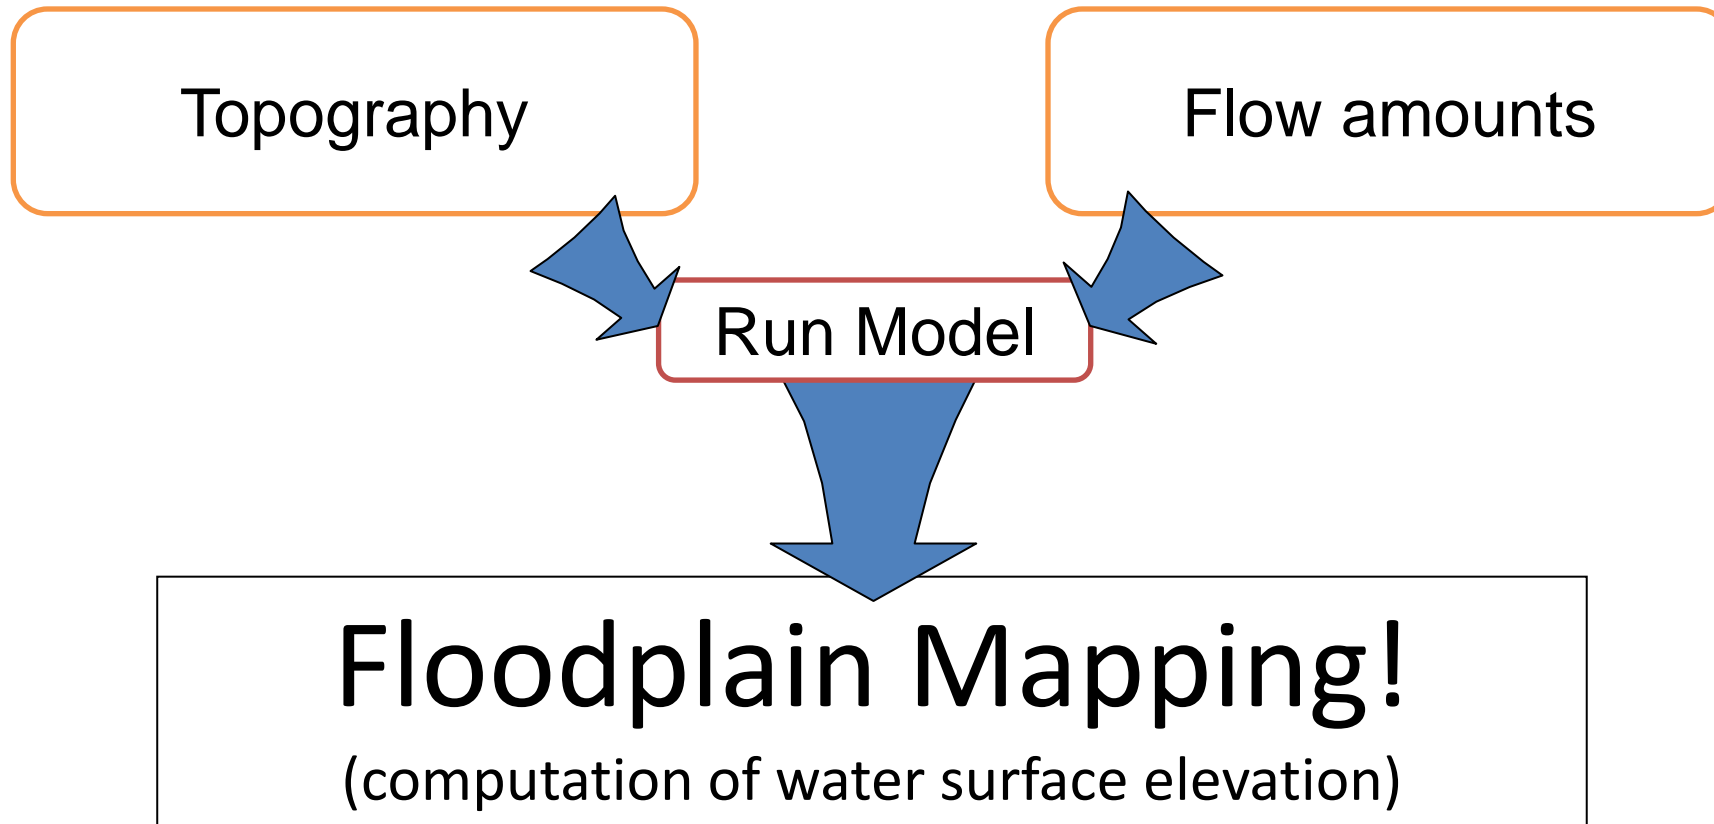 Topography
Flow amounts
Run Model
Floodplain Mapping!
(computation of water surface elevation)